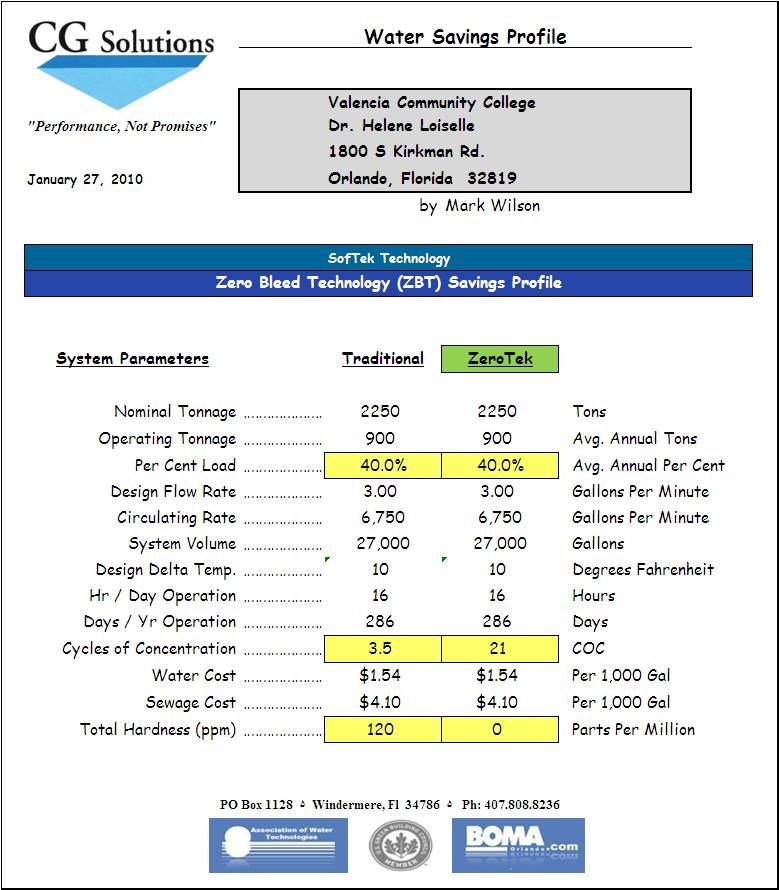 CG Solutions
Water Savings Profile
"Performance, Not Promises"
January 27, 2010
Valencia Community College
Dr. Helene Loiselle
1800 S Kirkman Rd.
Orlando, Florida 32819
by Mark Wilson
SofTek Technology
Zero Bleed Technology (ZBT) Savings Profile
System Parameters Traditional ZeroTek
Nominal Tonnage .................... 2250 2250 Tons
Operating Tonnage .................... 900 900 Avg. Annual Tons
Per Cent Load .................... 40.0% 40.0% Avg. Annual Per Cent
Design Flow Rate .................... 3.00 3.00 Gallons Per Minute
Circulating Rate .................... 6,750 6,750 Gallons Per Minute
System Volume .................... 27,000 27,000 Gallons
Design Delta Temp. .................... 10 10 Degrees Fahrenheit
Hr / Day Operation .................... 16 16 Hours
Days / Yr Operation .................... 286 286 Days
Cycles of Concentration .................... 3.5 21 COC
Water Cost .................... $1.54 $1.54 Per 1,000 Gal
Sewage Cost .................... $4.10 $4.10 Per 1,000 Gal
Total Hardness (ppm) .................... 120 0 Parts Per Million
PO Box 1128 Windermere, Fl 34786 Ph: 407.808.8236
Association of Water
Technologies
GREEN BUILDING COUNCIL
MEMBER
BOMA.com
Orlando